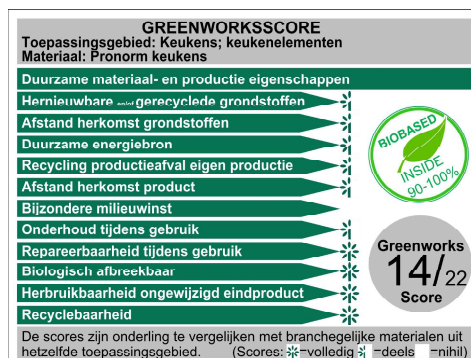 GREENWORKSSCORE
Toepassingsgebied: Keukens; keukenelementen
Materiaal: Pronorm keukens
Duurzame materiaal- en productie eigenschappen
Hernieuwbare en/of gerecyclede grondstoffen
Afstand herkomst grondstoffen
Duurzame energiebron
Recycling productieafval eigen productie
Afstand herkomst product
Bijzondere milieuwinst
Onderhoud tijdens gebruik
Repareerbaarheid tijdens gebruik
Biologisch afbreekbaar
Herbruikbaarheid ongewijzigd eindproduct
Recyclebaarheid
BIOBASED
INSIDE
90-100%
Greenworks
14/22
Score
De scores zijn onderling te vergelijken met branchegelijke materialen uit
hetzelfde toepassingsgebied. (Scores: =volledig =deels =nihil)